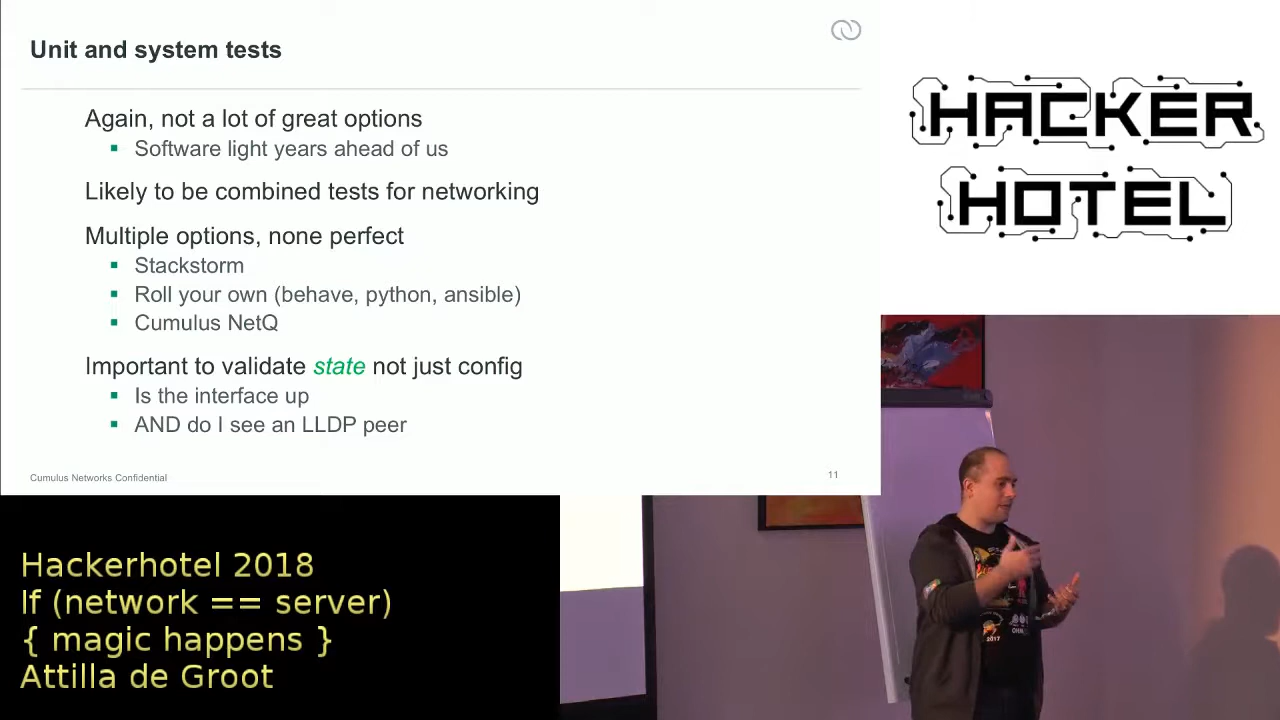 Unit and system tests
Again, not a lot of great options
Software light years ahead of us
Likely to be combined tests for networking
Multiple options, none perfect
Stackstorm
Roll your own (behave, python, ansible)
Cumulus NetQ
Important to validate state not just config
Is the interface up
AND do I see an LLDP peer
Cumulus Networks Confidential
11
HACKER
HOTEL
Hackerhotel 2018
If (network == server)
{ magic happens }
Attilla de Groot
2017